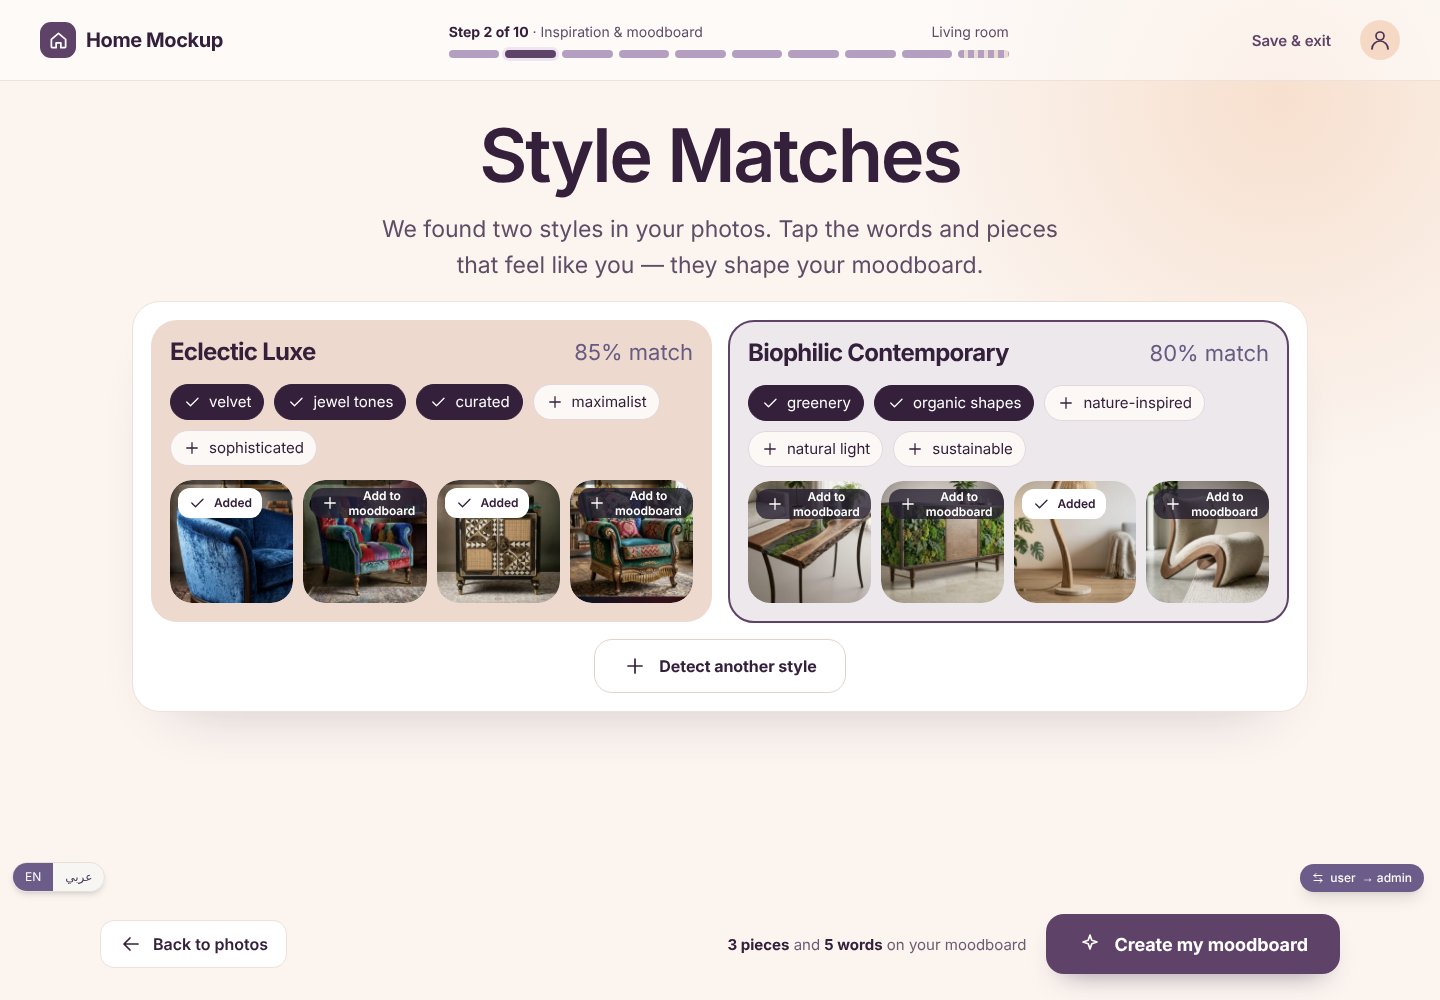 Home Mockup
Step 2 of 10 · Inspiration & moodboard
Living room
Save & exit
Style Matches
We found two styles in your photos. Tap the words and pieces
that feel like you — they shape your moodboard.
Eclectic Luxe
85% match
velvet
jewel tones
curated
maximalist
sophisticated
Added
Add to
moodboard
Added
Add to
moodboard
Biophilic Contemporary
80% match
greenery
organic shapes
nature-inspired
natural light
sustainable
Add to
moodboard
Add to
moodboard
Added
Add to
moodboard
Detect another style
EN
عربي
user → admin
Back to photos
3 pieces and 5 words on your moodboard
Create my moodboard